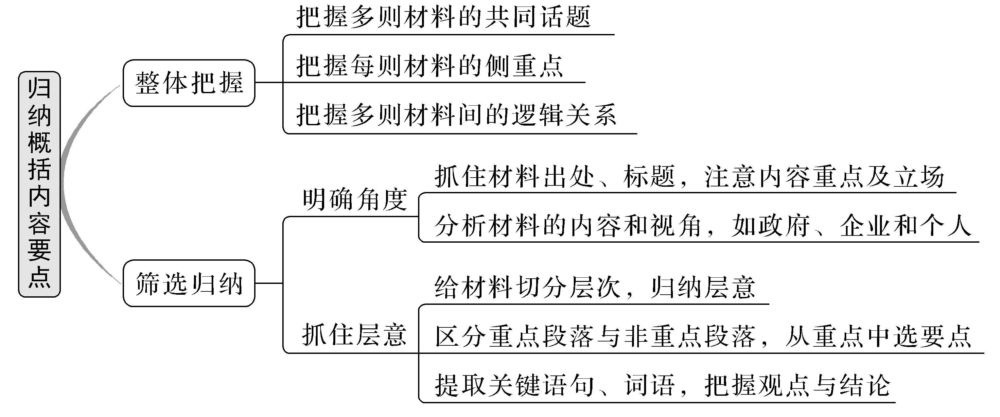 归纳概括内容要点
整体把握
把握多则材料的共同话题
把握每则材料的侧重点
把握多则材料间的逻辑关系
筛选归纳
明确角度
抓住材料出处、标题，注意内容重点及立场
分析材料的内容和视角，如政府、企业和个人
抓住层意
给材料切分层次，归纳层意
区分重点段落与非重点段落，从重点中选要点
提取关键语句、词语，把握观点与结论